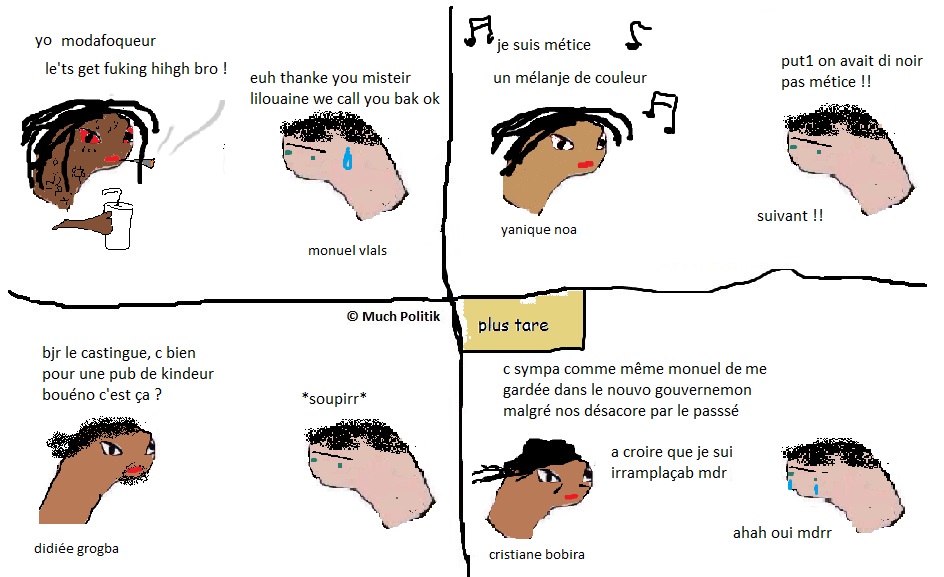 yo modafoqueur
le'ts get fuking hihgh bro !
euh thanke you misteir
lilouaine we call you bak ok
monuel vlals
je suis métice
un mélanje de couleur
put1 on avait di noir
pas métice !!
suivant !!
yanique noa
© Much Politik
bjr le castingue, c bien
pour une pub de kindeur
bouéno c'est ça ?
*soupirr*
didiée grogba
plus tare
c sympa comme même monuel de me
gardée dans le nouvo gouvernemon
malgré nos désacore par le passsé
a croire que je sui
irramplaçab mdr
ahah oui mdrr
cristiane bobira